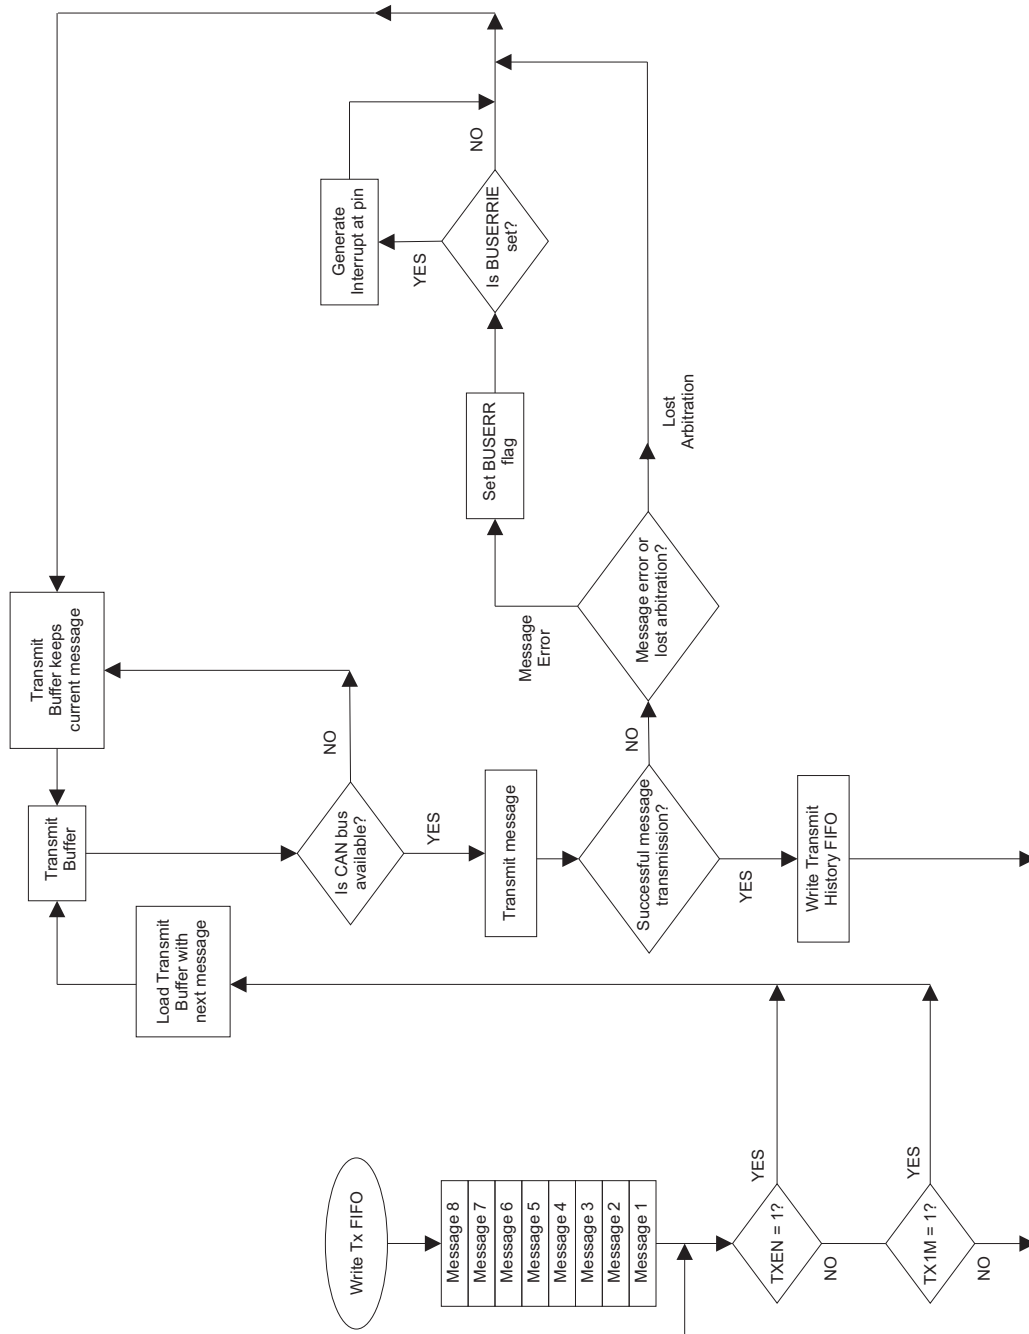 Write Tx FIFO
Message 8
Message 7
Message 6
Message 5
Message 4
Message 3
Message 2
Message 1
TXEN = 1?
YES
NO
TX1M = 1?
YES
NO
Load Transmit
Buffer with
next message
Transmit
Buffer
Transmit
Buffer keeps
current message
Is CAN bus
available?
NO
YES
Transmit message
Successful message
transmission?
NO
YES
Write Transmit
History FIFO
Message error or
lost arbitration?
Message
Error
Lost
Arbitration
Set BUSERR
flag
Is BUSERRIE
set?
YES
NO
Generate
Interrupt at pin